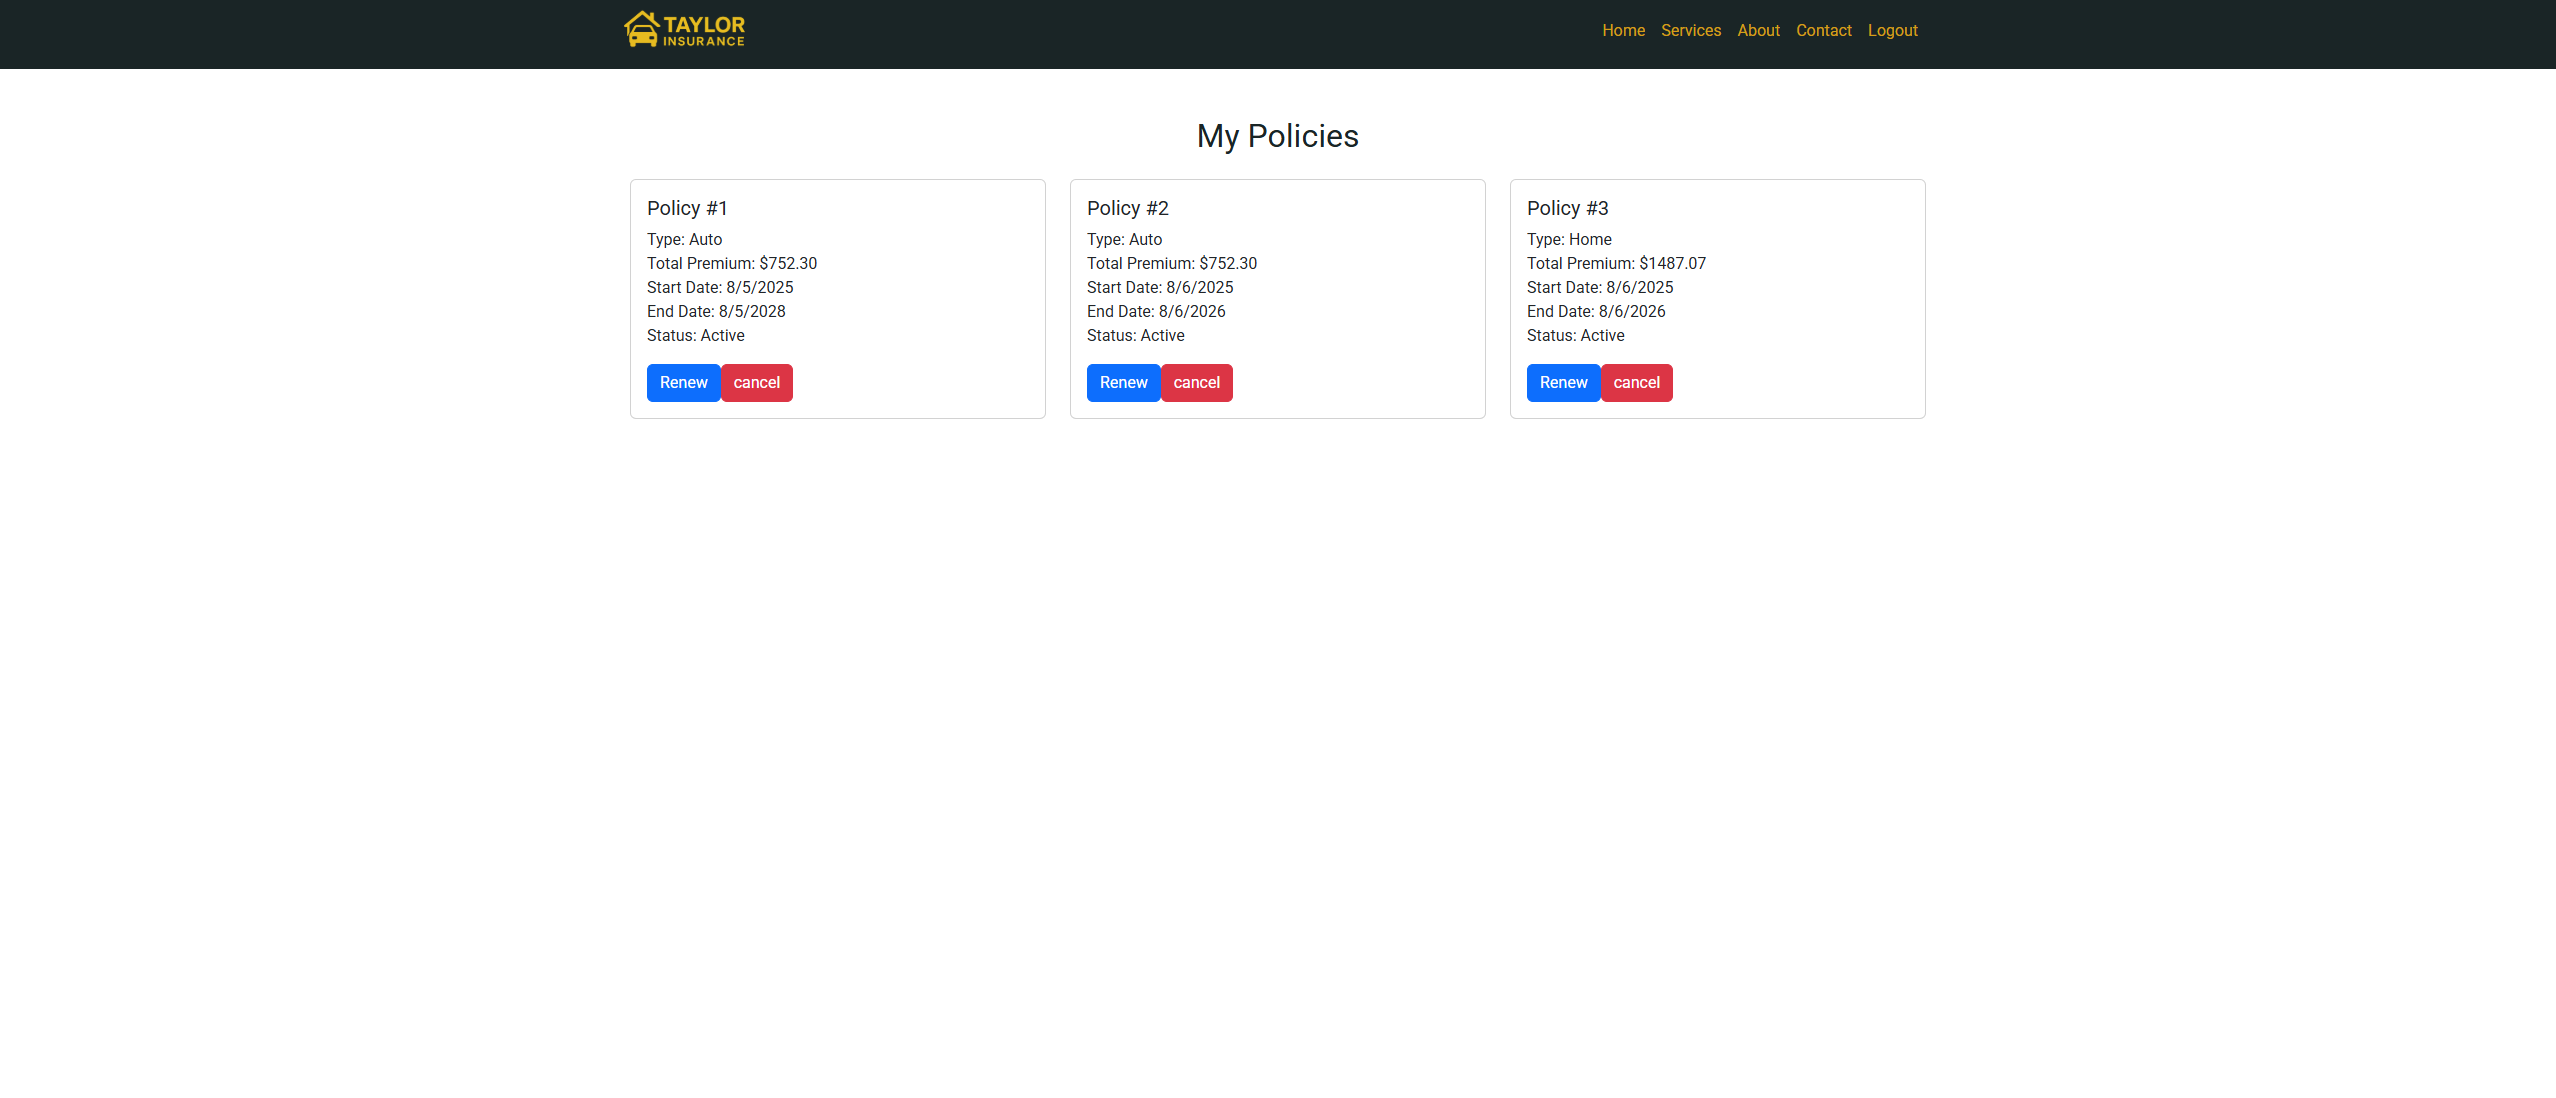 TAYLOR
INSURANCE
Home Services About Contact Logout
My Policies
Policy #1
Type: Auto
Total Premium: $752.30
Start Date: 8/5/2025
End Date: 8/5/2028
Status: Active
Renew cancel
Policy #2
Type: Auto
Total Premium: $752.30
Start Date: 8/6/2025
End Date: 8/6/2026
Status: Active
Renew cancel
Policy #3
Type: Home
Total Premium: $1487.07
Start Date: 8/6/2025
End Date: 8/6/2026
Status: Active
Renew cancel